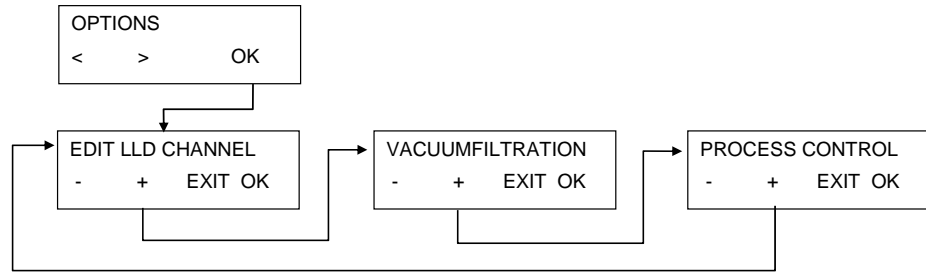 OPTIONS
< > OK
EDIT LLD CHANNEL
- + EXIT OK
VACUUMFILTRATION
- + EXIT OK
PROCESS CONTROL
- + EXIT OK